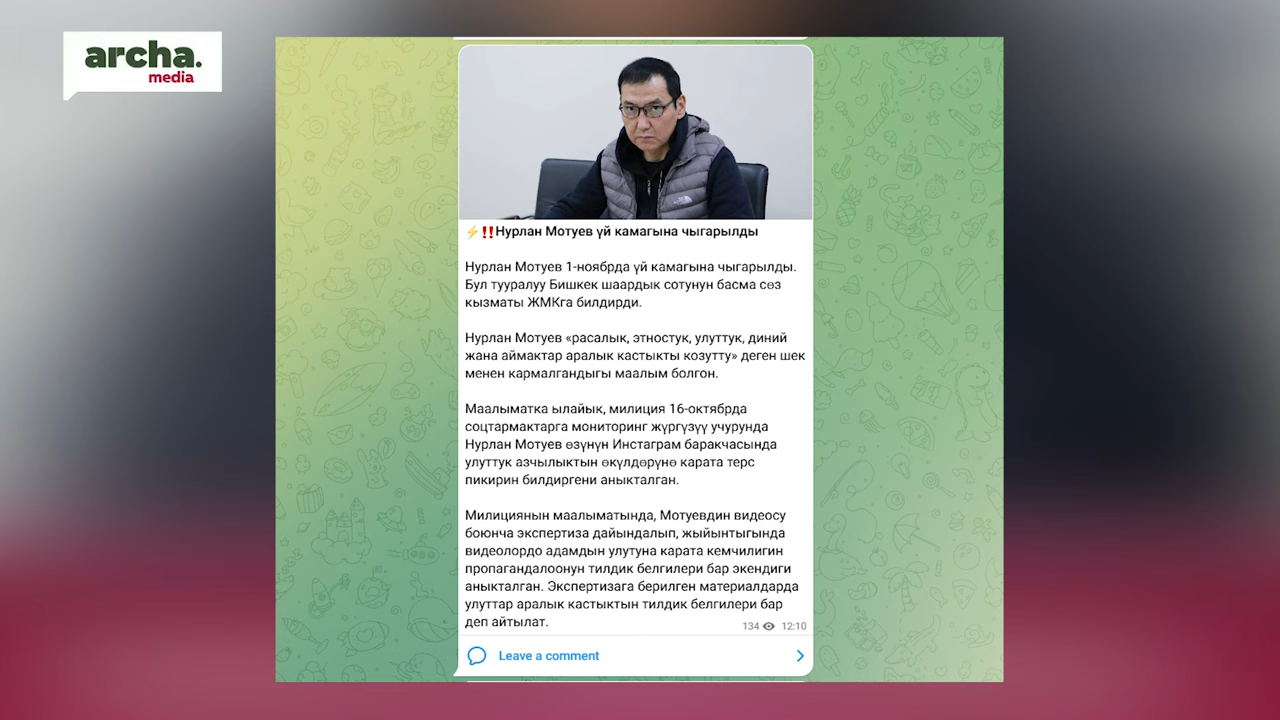 archa.
media
⚡‼️Нурлан Мотуев үй камагына чыгарылды
Нурлан Мотуев 1-ноябрда үй камагына чыгарылды.
Бул тууралуу Бишкек шаардык сотунун басма сөз
кызматы ЖМКга билдирди.
Нурлан Мотуев «расалык, этностук, улуттук, диний
жана аймактар аралык кастыкты козутту» деген шек
менен кармалгандыгы маалым болгон.
Маалыматка ылайык, милиция 16-октябрда
соцтармактарга мониторинг жүргүзүү учурунда
Нурлан Мотуев өзүнүн Инстаграм баракчасында
улуттук азчылыктын өкүлдөрүнө карата терс
пикирин билдиргени аныкталган.
Милициянын маалыматында, Мотуевдин видеосу
боюнча экспертиза дайындалып, жыйынтыгында
видеолордо адамдын улутуна карата кемчилигин
пропагандалоонун тилдик белгилери бар экендиги
аныкталган. Экспертизага берилген материалдарда
улуттар аралык кастыктын тилдик белгилери бар
деп айтылат.
134 12:10
Leave a comment